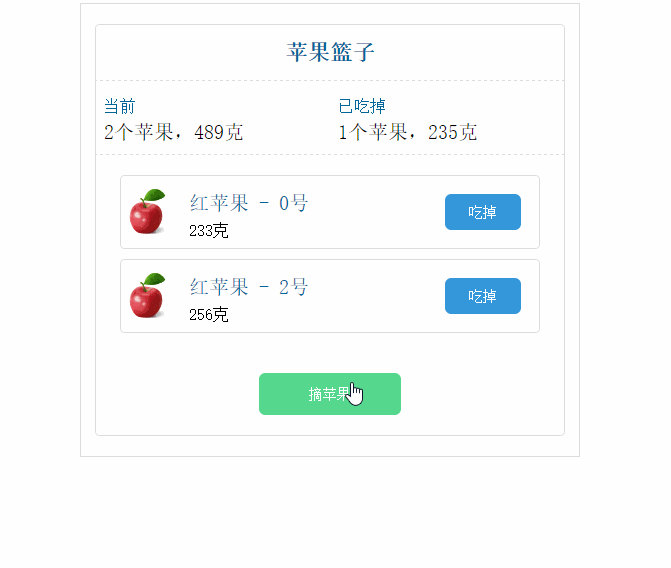 苹果篮子
当前
2个苹果，489克
已吃掉
1个苹果，235克
红苹果 - 0号
233克
吃掉
红苹果 - 2号
256克
吃掉
摘苹果